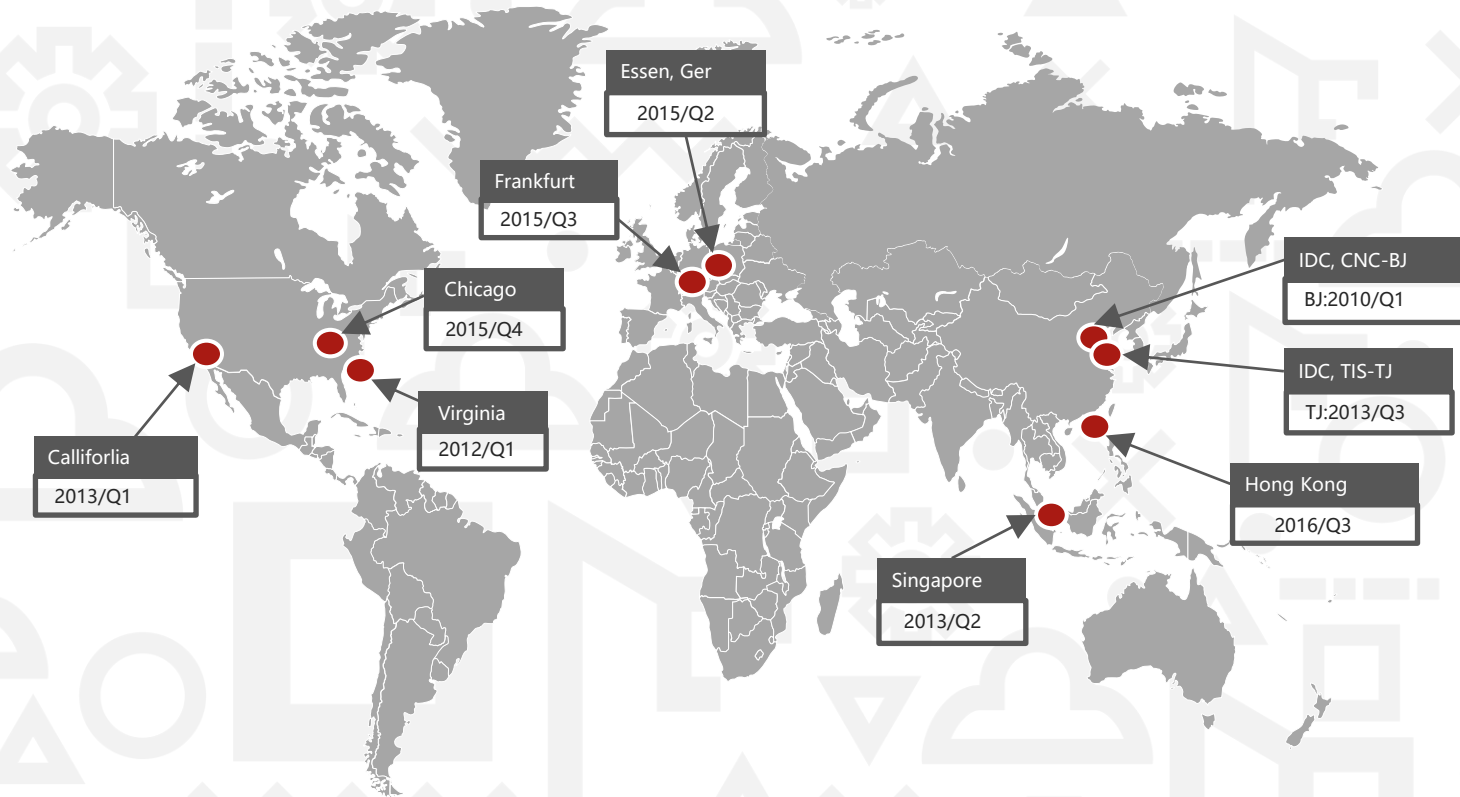 Essen, Ger
2015/Q2
Frankfurt
2015/Q3
IDC, CNC-BJ
BJ:2010/Q1
Chicago
2015/Q4
IDC, TIS-TJ
TJ:2013/Q3
Virginia
2012/Q1
Calliforlia
2013/Q1
Hong Kong
2016/Q3
Singapore
2013/Q2